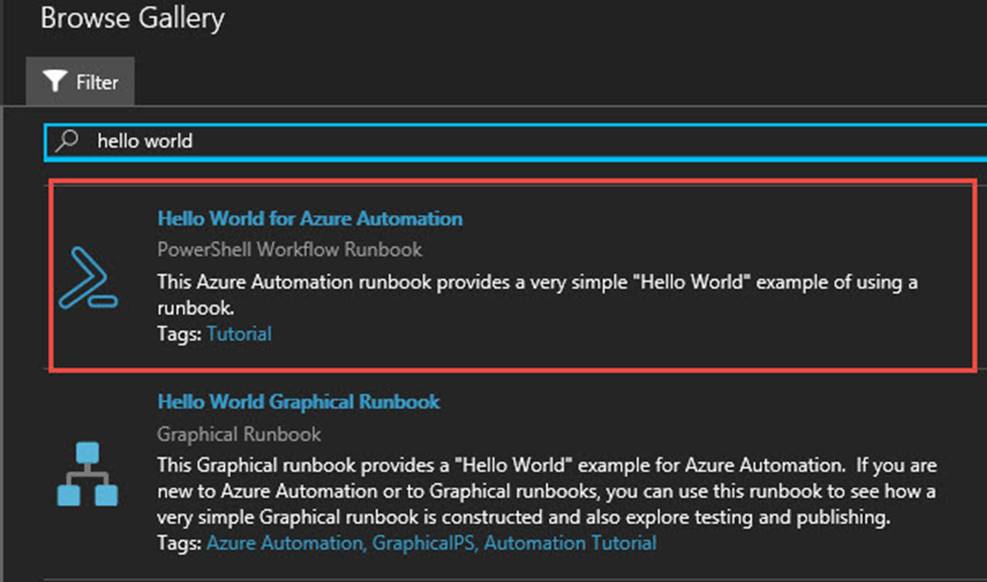 Browse Gallery
Filter
hello world
Hello World for Azure Automation
PowerShell Workflow Runbook
This Azure Automation runbook provides a very simple "Hello World" example of using a
runbook.
Tags: Tutorial
Hello World Graphical Runbook
Graphical Runbook
This Graphical runbook provides a "Hello World" example for Azure Automation.  If you are
new to Azure Automation or to Graphical runbooks, you can use this runbook to see how a
very simple Graphical runbook is constructed and also explore testing and publishing.
Tags: Azure Automation, GraphicalPS, Automation Tutorial